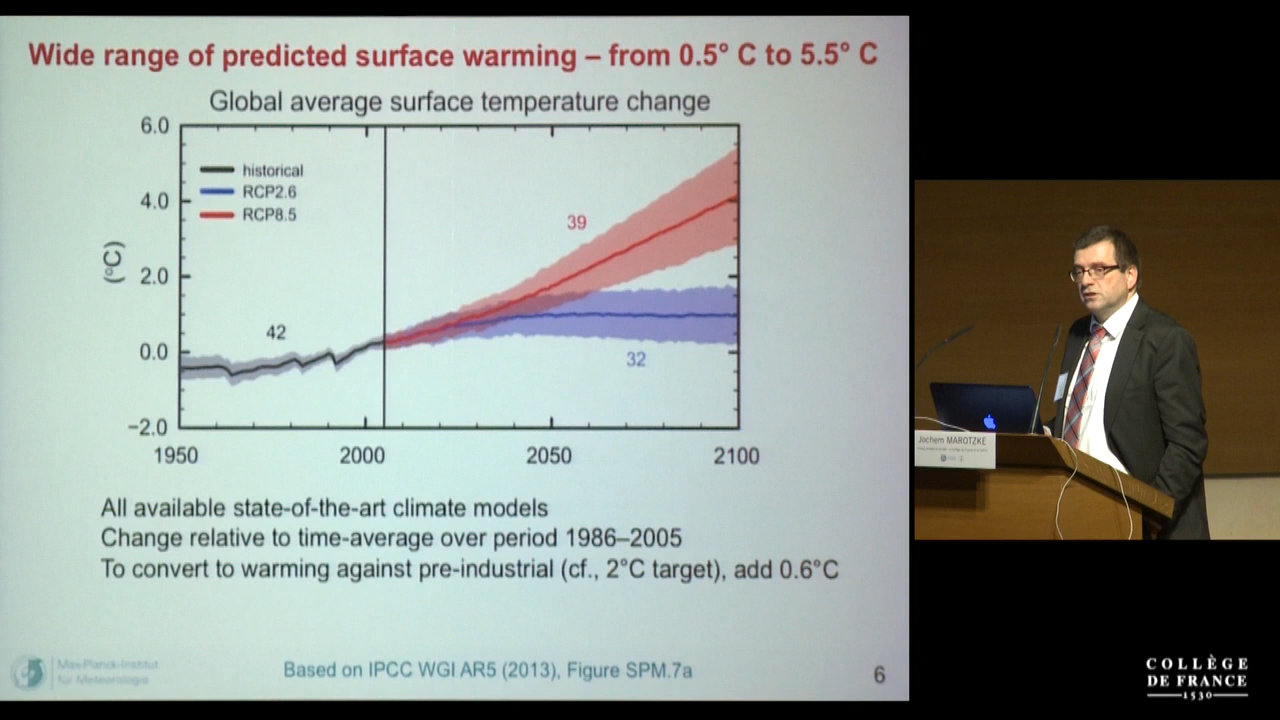 Wide range of predicted surface warming – from 0.5° C to 5.5° C
Global average surface temperature change
6.0
4.0
2.0
0.0
−2.0
(°C)
historical
RCP2.6
RCP8.5
39
42
32
1950
2000
2050
2100
All available state-of-the-art climate models
Change relative to time-average over period 1986–2005
To convert to warming against pre-industrial (cf., 2°C target), add 0.6°C
Max-Planck-Institut
für Meteorologie
Based on IPCC WGI AR5 (2013), Figure SPM.7a
6
Jochem MAROTZKE
COLLÈGE
DE FRANCE
1530